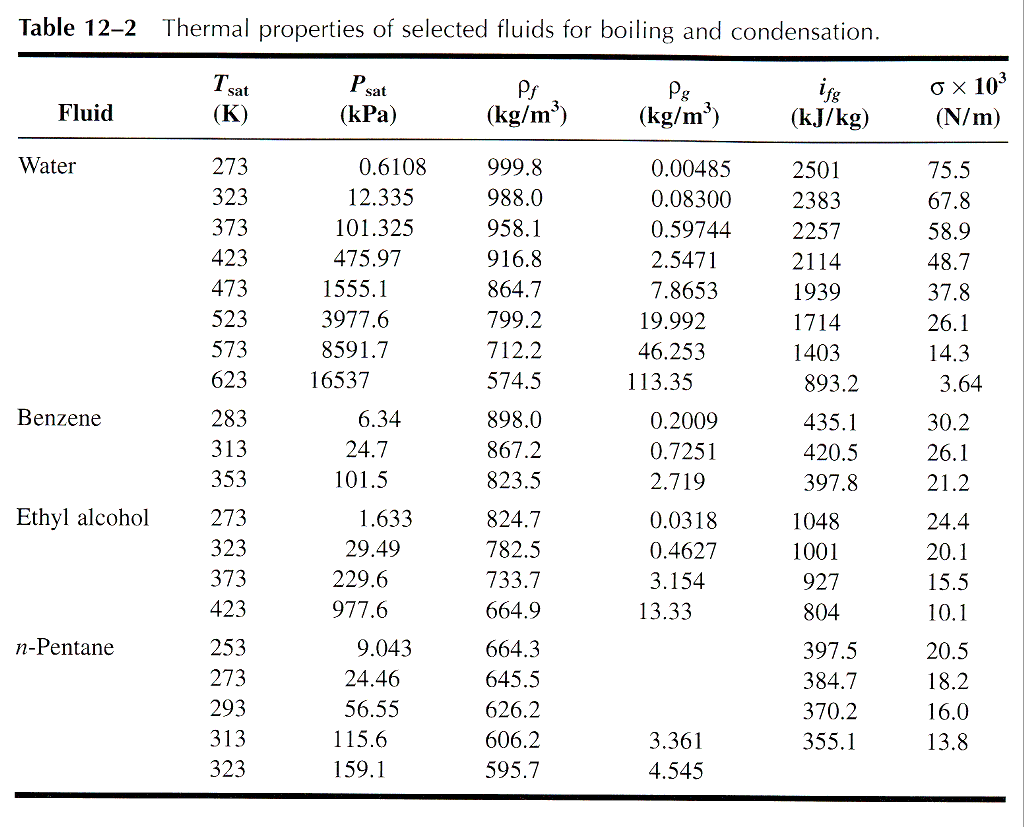 Table 12–2 Thermal properties of selected fluids for boiling and condensation.
Fluid T_sat (K) P_sat (kPa) ρ_f (kg/m³) ρ_g (kg/m³) i_fg (kJ/kg) σ × 10³ (N/m)
Water 273 0.6108 999.8 0.00485 2501 75.5
323 12.335 988.0 0.08300 2383 67.8
373 101.325 958.1 0.59744 2257 58.9
423 475.97 916.8 2.5471 2114 48.7
473 1555.1 864.7 7.8653 1939 37.8
523 3977.6 799.2 19.992 1714 26.1
573 8591.7 712.2 46.253 1403 14.3
623 16537 574.5 113.35 893.2 3.64
Benzene 283 6.34 898.0 0.2009 435.1 30.2
313 24.7 867.2 0.7251 420.5 26.1
353 101.5 823.5 2.719 397.8 21.2
Ethyl alcohol 273 1.633 824.7 0.0318 1048 24.4
323 29.49 782.5 0.4627 1001 20.1
373 229.6 733.7 3.154 927 15.5
423 977.6 664.9 13.33 804 10.1
n-Pentane 253 9.043 664.3 397.5 20.5
273 24.46 645.5 384.7 18.2
293 56.55 626.2 370.2 16.0
313 115.6 606.2 3.361 355.1 13.8
323 159.1 595.7 4.545